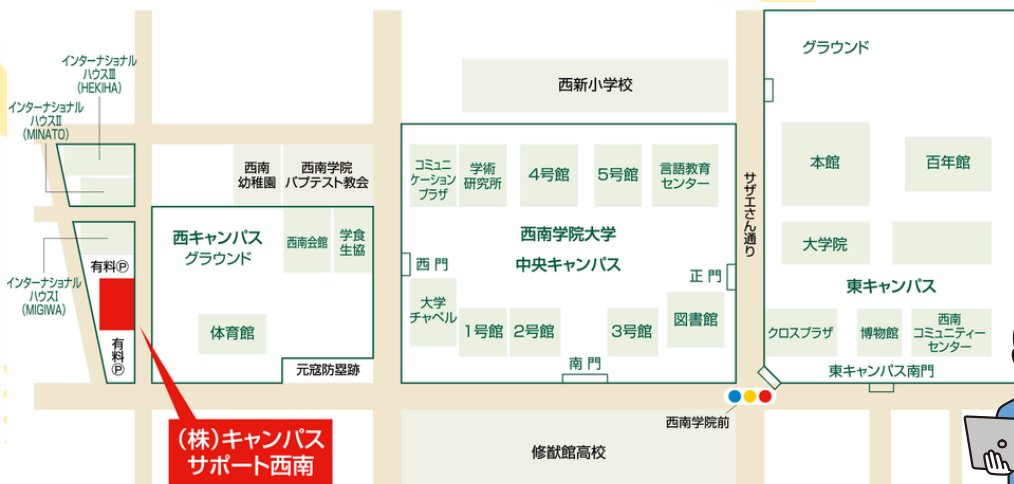 インターナショナル
ハウスⅢ
(HEKIHA)
インターナショナル
ハウスⅡ
(MINATO)
インターナショナル
ハウスⅠ
(MIGIWA)
有料Ⓟ
有
料
Ⓟ
(株)キャンパス
サポート西南
西南
幼稚園
西南学院
バプテスト教会
西キャンパス
グラウンド
西南会館
学食
生協
体育館
元寇防塁跡
西新小学校
コミュニ
ケーション
プラザ
学術
研究所
4号館
5号館
言語教育
センター
西南学院大学
中央キャンパス
西門
正門
大学
チャペル
1号館
2号館
3号館
図書館
南門
修猷館高校
サザエさん通り
西南学院前
グラウンド
本館
百年館
大学院
東キャンパス
クロスプラザ
博物館
西南
コミュニティー
センター
東キャンパス南門